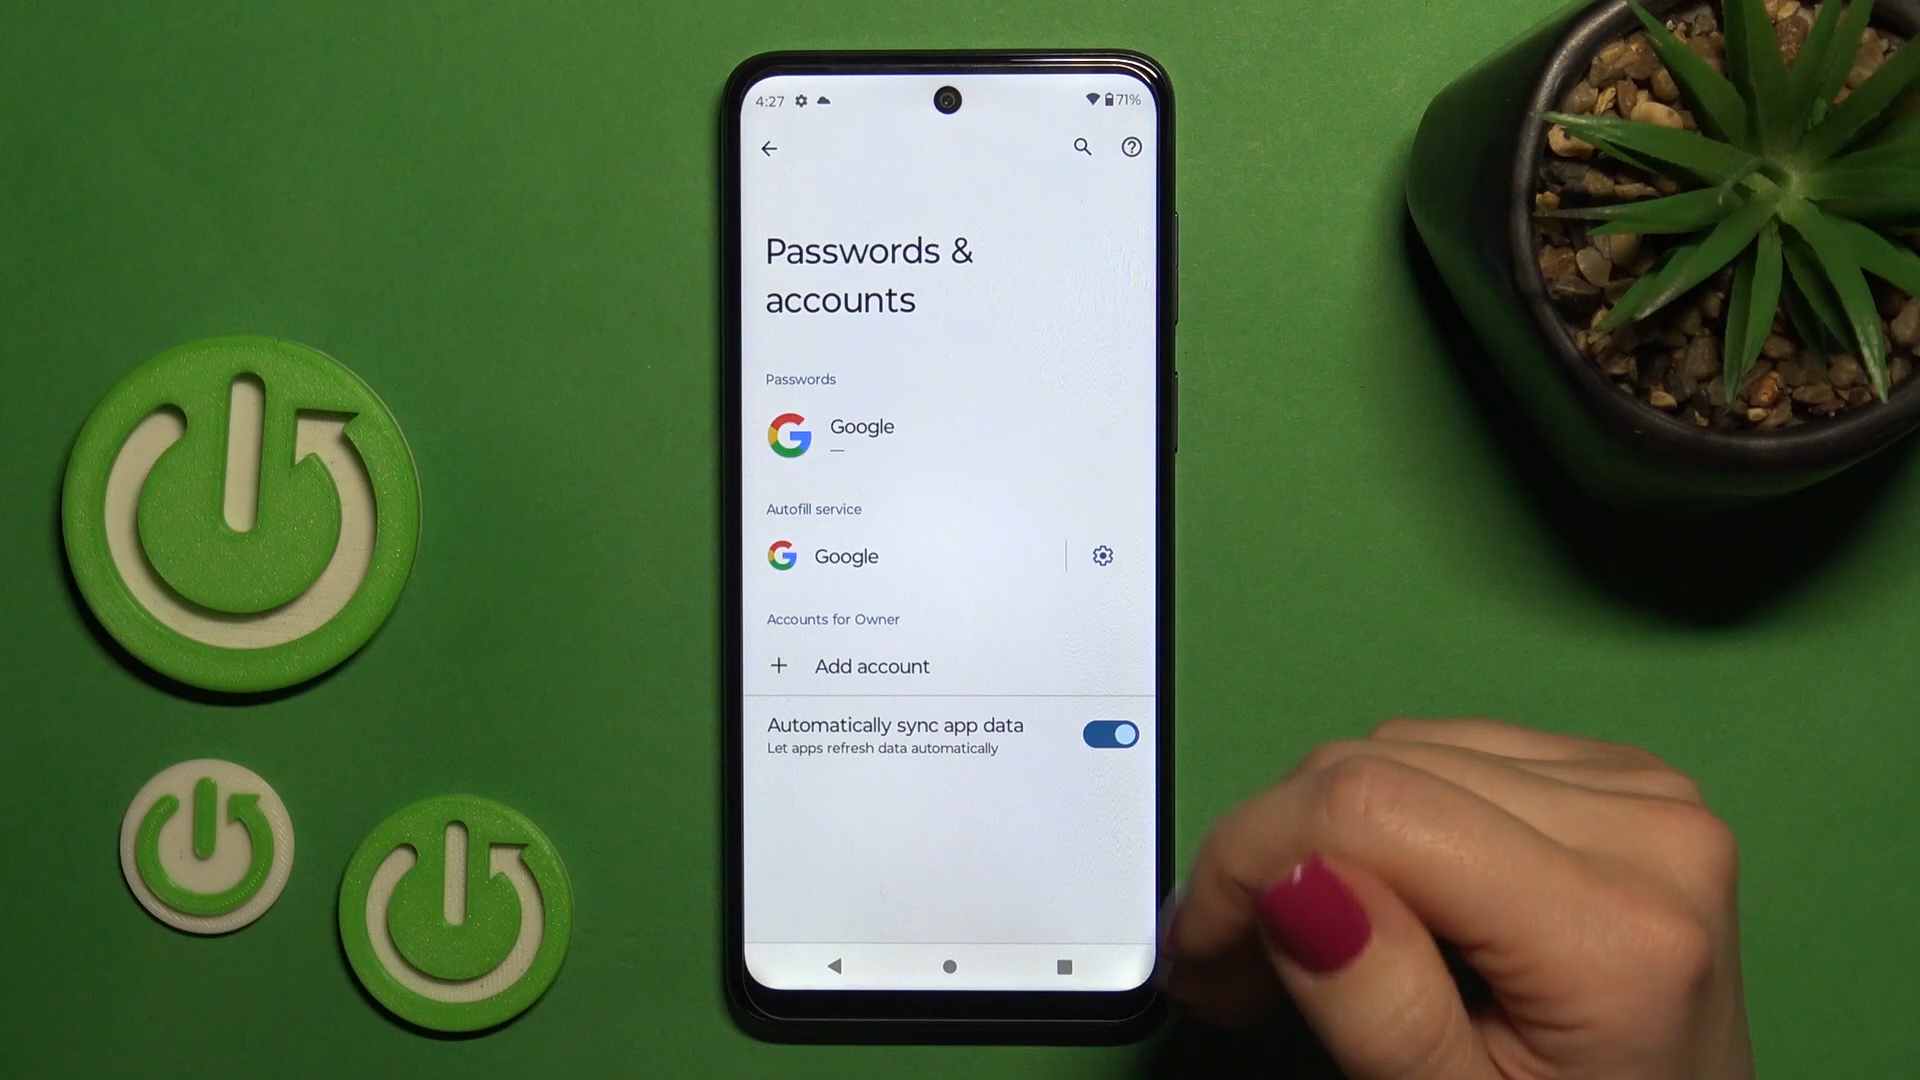 4:27
71%
Passwords &
accounts
Passwords
Google
—
Autofill service
Google
Accounts for Owner
+ Add account
Automatically sync app data
Let apps refresh data automatically